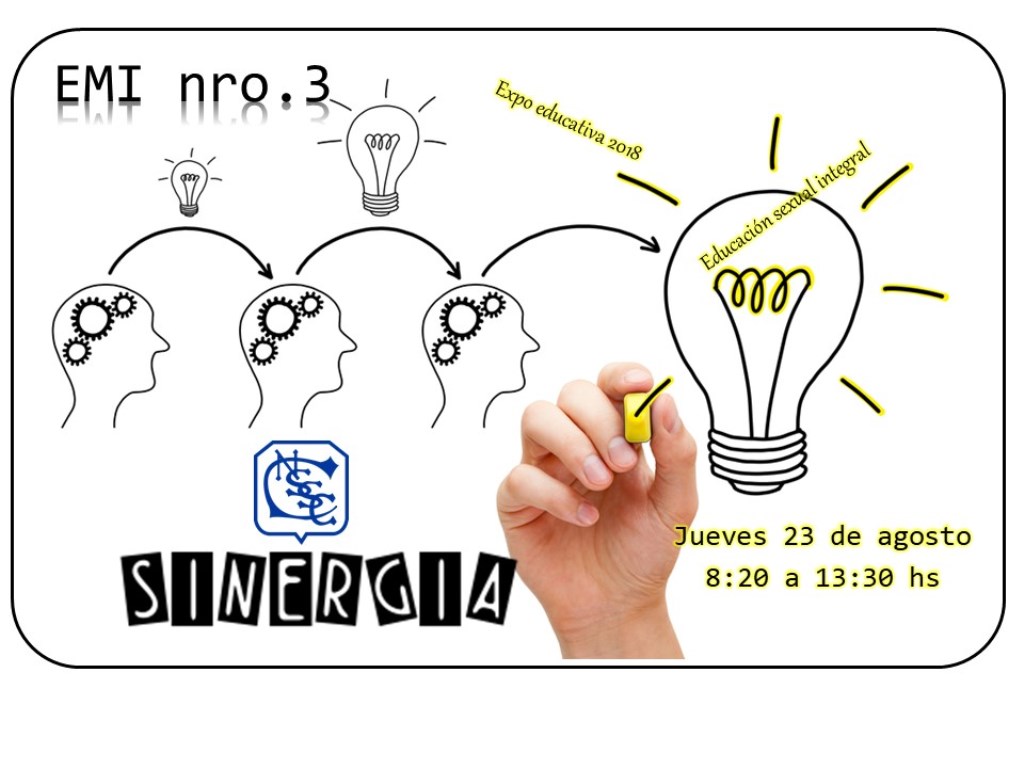 EMI nro.3
Expo educativa 2018
Educación sexual integral
SINERGIA
Jueves 23 de agosto
8:20 a 13:30 hs